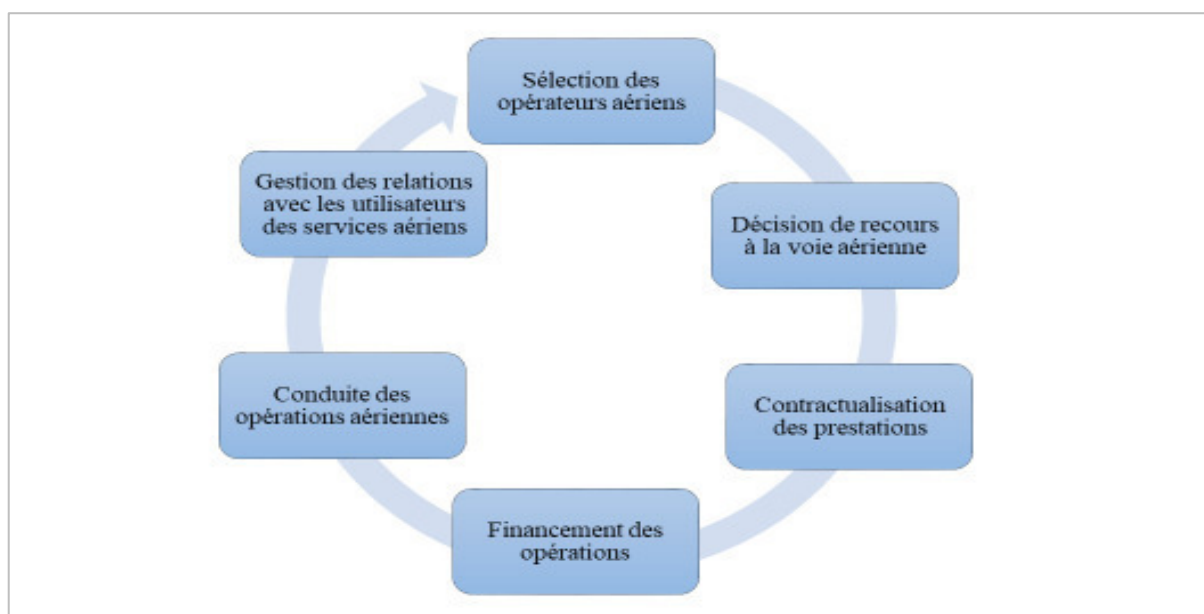 Sélection des
opérateurs aériens
Décision de recours
à la voie aérienne
Contractualisation
des prestations
Financement des
opérations
Conduite des
opérations aériennes
Gestion des relations
avec les utilisateurs
des services aériens